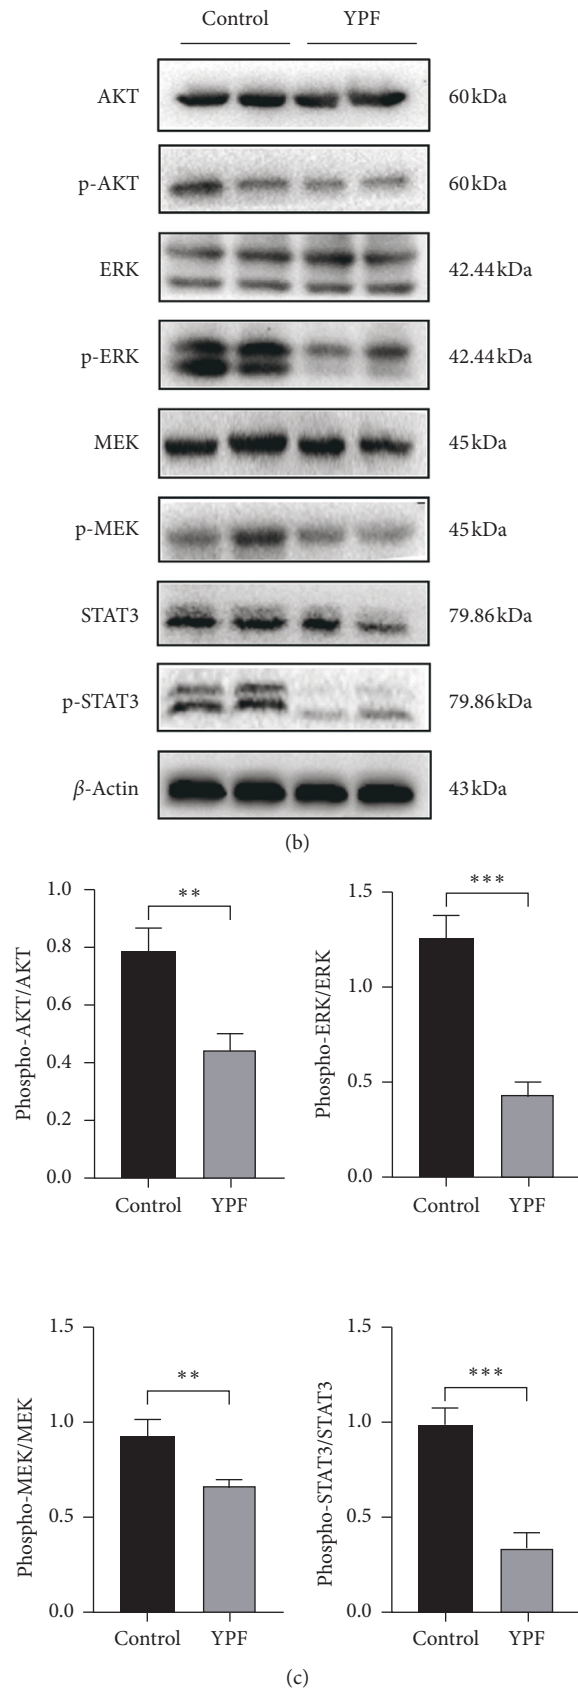 Control YPF
AKT 60 kDa
p-AKT 60 kDa
ERK 42.44 kDa
p-ERK 42.44 kDa
MEK 45 kDa
p-MEK 45 kDa
STAT3 79.86 kDa
p-STAT3 79.86 kDa
β-Actin 43 kDa
(b)
Phospho-AKT/AKT
1.0
0.8
0.6
0.4
0.2
0.0
**
Control YPF
Phospho-ERK/ERK
1.5
1.0
0.5
0.0
***
Control YPF
Phospho-MEK/MEK
1.5
1.0
0.5
0.0
**
Control YPF
Phospho-STAT3/STAT3
1.5
1.0
0.5
0.0
***
Control YPF
(c)